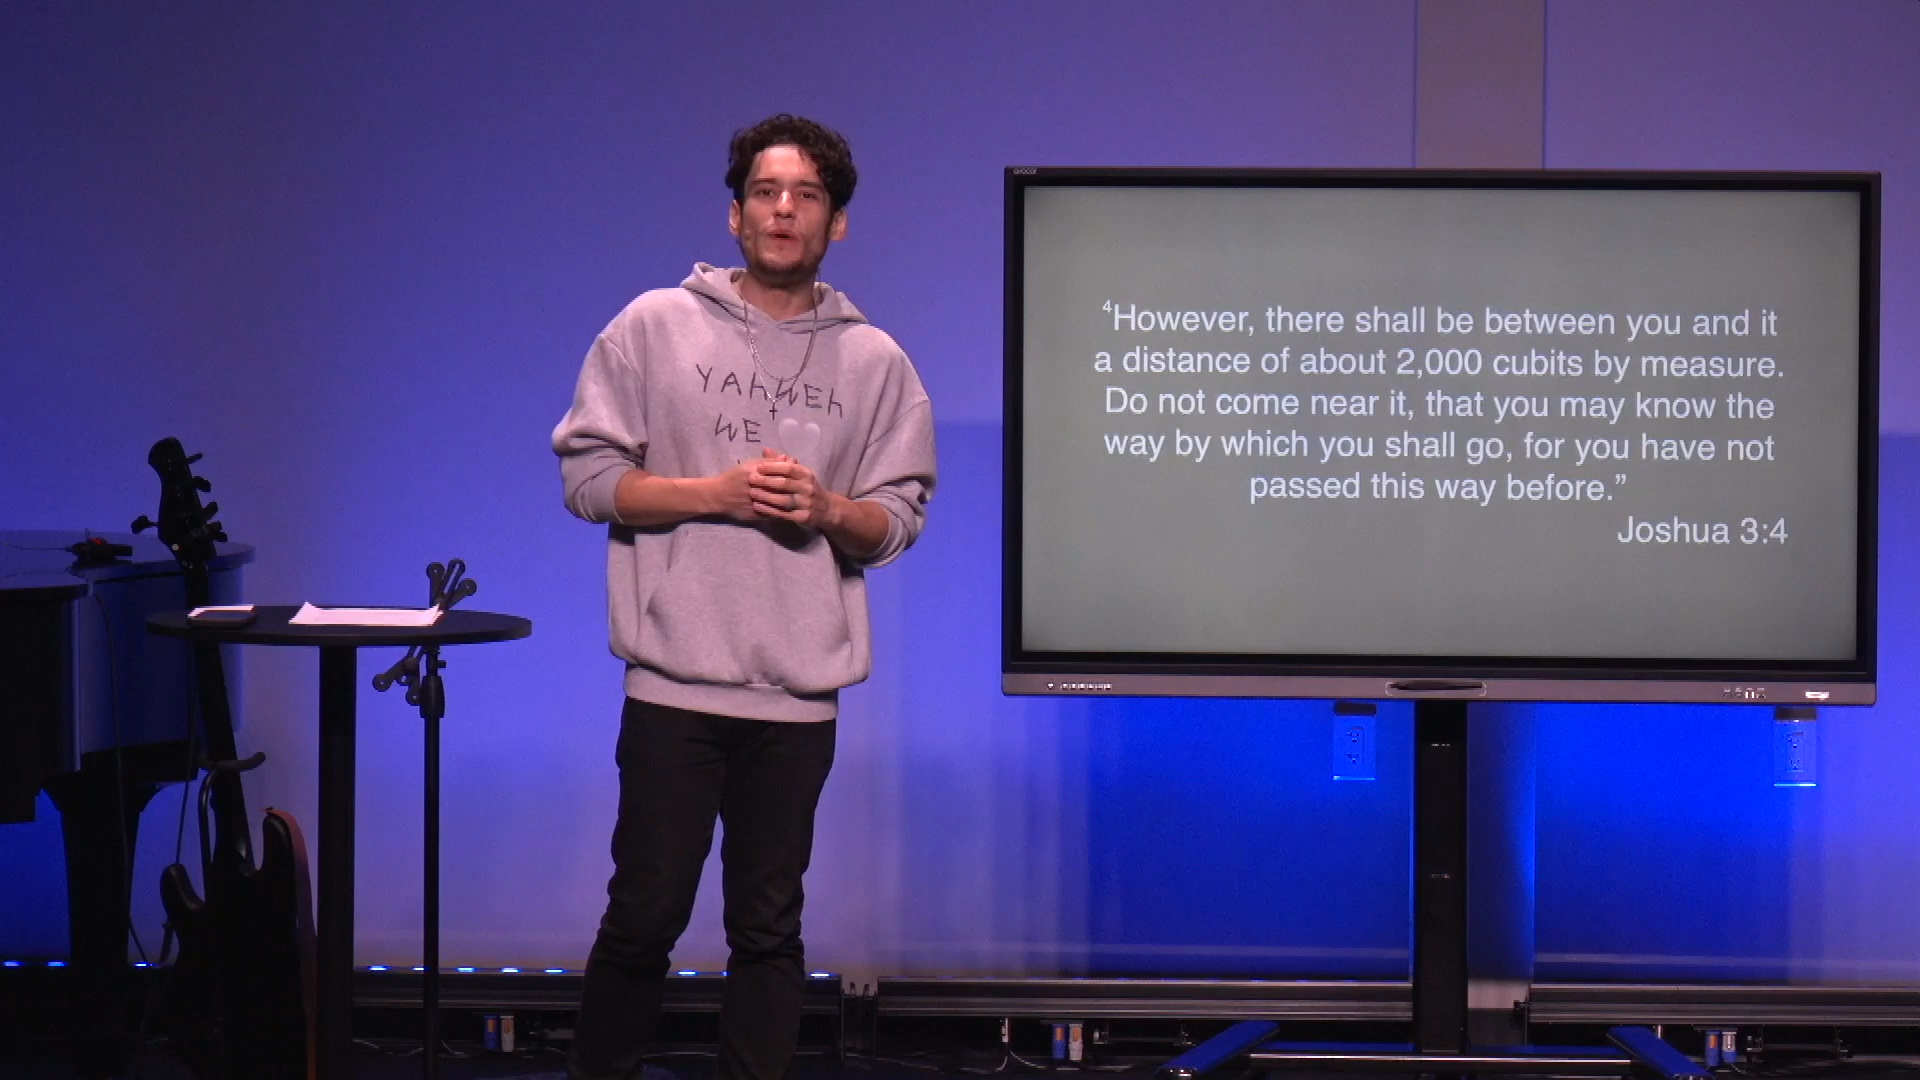 YAHWEH
WE
⁴However, there shall be between you and it
a distance of about 2,000 cubits by measure.
Do not come near it, that you may know the
way by which you shall go, for you have not
passed this way before.”
Joshua 3:4